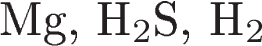 Mg, H₂S, H₂